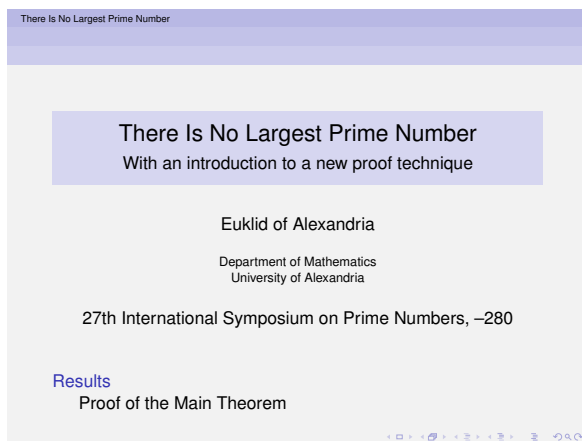 There Is No Largest Prime Number
There Is No Largest Prime Number
With an introduction to a new proof technique
Euklid of Alexandria
Department of Mathematics
University of Alexandria
27th International Symposium on Prime Numbers, –280
Results
Proof of the Main Theorem